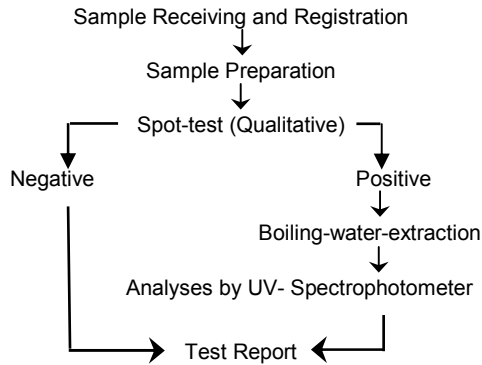 Sample Receiving and Registration
Sample Preparation
Spot-test (Qualitative)
Negative
Positive
Boiling-water-extraction
Analyses by UV- Spectrophotometer
Test Report